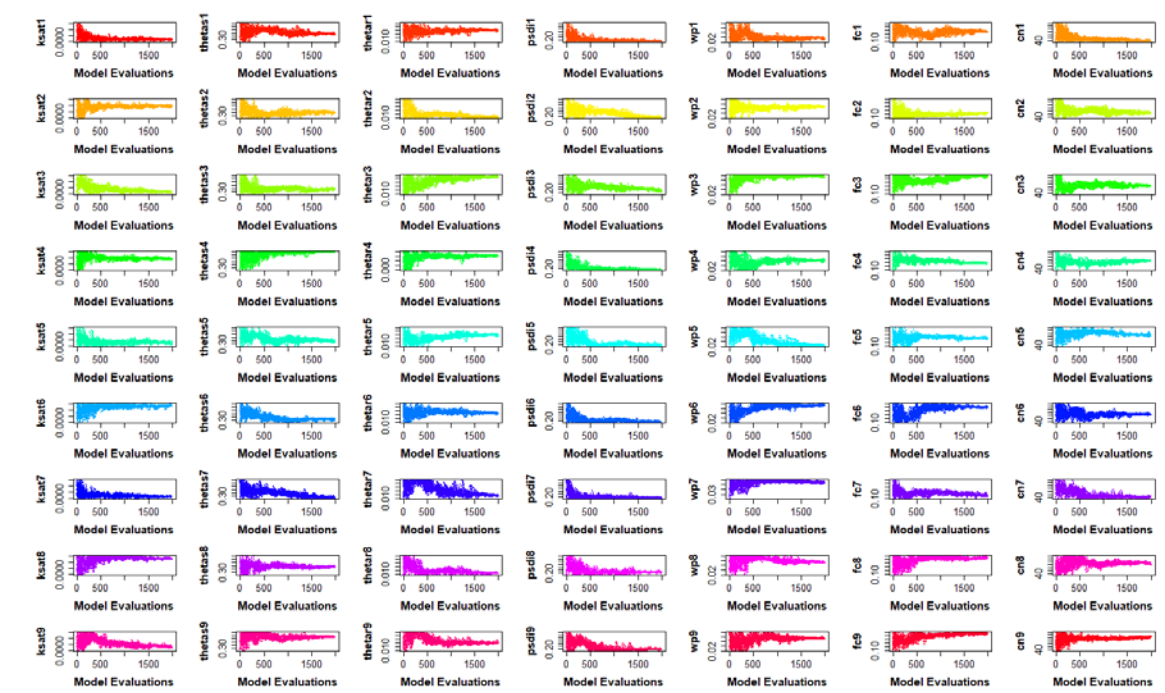 ksat1 thetas1 thetar1 psdi1 wp1 fc1 cn1
0.0000 0.30 0.010 0.20 0.02 0.10 40
0 500 1500 0 500 1500 0 500 1500 0 500 1500 0 500 1500 0 500 1500 0 500 1500
Model Evaluations Model Evaluations Model Evaluations Model Evaluations Model Evaluations Model Evaluations Model Evaluations
ksat2 thetas2 thetar2 psdi2 wp2 fc2 cn2
0.0000 0.30 0.010 0.20 0.02 0.10 40
0 500 1500 0 500 1500 0 500 1500 0 500 1500 0 500 1500 0 500 1500 0 500 1500
Model Evaluations Model Evaluations Model Evaluations Model Evaluations Model Evaluations Model Evaluations Model Evaluations
ksat3 thetas3 thetar3 psdi3 wp3 fc3 cn3
0.0000 0.30 0.010 0.20 0.02 0.10 40
0 500 1500 0 500 1500 0 500 1500 0 500 1500 0 500 1500 0 500 1500 0 500 1500
Model Evaluations Model Evaluations Model Evaluations Model Evaluations Model Evaluations Model Evaluations Model Evaluations
ksat4 thetas4 thetar4 psdi4 wp4 fc4 cn4
0.0000 0.30 0.000 0.20 0.02 0.10 40
0 500 1500 0 500 1500 0 500 1500 0 500 1500 0 500 1500 0 500 1500 0 500 1500
Model Evaluations Model Evaluations Model Evaluations Model Evaluations Model Evaluations Model Evaluations Model Evaluations
ksat5 thetas5 thetar5 psdi5 wp5 fc5 cn5
0.0000 0.30 0.010 0.20 0.02 0.10 40
0 500 1500 0 500 1500 0 500 1500 0 500 1500 0 500 1500 0 500 1500 0 500 1500
Model Evaluations Model Evaluations Model Evaluations Model Evaluations Model Evaluations Model Evaluations Model Evaluations
ksat6 thetas6 thetar6 psdi6 wp6 fc6 cn6
0.0000 0.30 0.010 0.20 0.02 0.10 40
0 500 1500 0 500 1500 0 500 1500 0 500 1500 0 500 1500 0 500 1500 0 500 1500
Model Evaluations Model Evaluations Model Evaluations Model Evaluations Model Evaluations Model Evaluations Model Evaluations
ksat7 thetas7 thetar7 psdi7 wp7 fc7 cn7
0.0000 0.30 0.010 0.20 0.03 0.10 40
0 500 1500 0 500 1500 0 500 1500 0 500 1500 0 500 1500 0 500 1500 0 500 1500
Model Evaluations Model Evaluations Model Evaluations Model Evaluations Model Evaluations Model Evaluations Model Evaluations
ksat8 thetas8 thetar8 psdi8 wp8 fc8 cn8
0.0000 0.30 0.010 0.20 0.02 0.10 40
0 500 1500 0 500 1500 0 500 1500 0 500 1500 0 500 1500 0 500 1500 0 500 1500
Model Evaluations Model Evaluations Model Evaluations Model Evaluations Model Evaluations Model Evaluations Model Evaluations
ksat9 thetas9 thetar9 psdi9 wp9 fc9 cn9
0.0000 0.30 0.010 0.20 0.02 0.10 40
0 500 1500 0 500 1500 0 500 1500 0 500 1500 0 500 1500 0 500 1500 0 500 1500
Model Evaluations Model Evaluations Model Evaluations Model Evaluations Model Evaluations Model Evaluations Model Evaluations